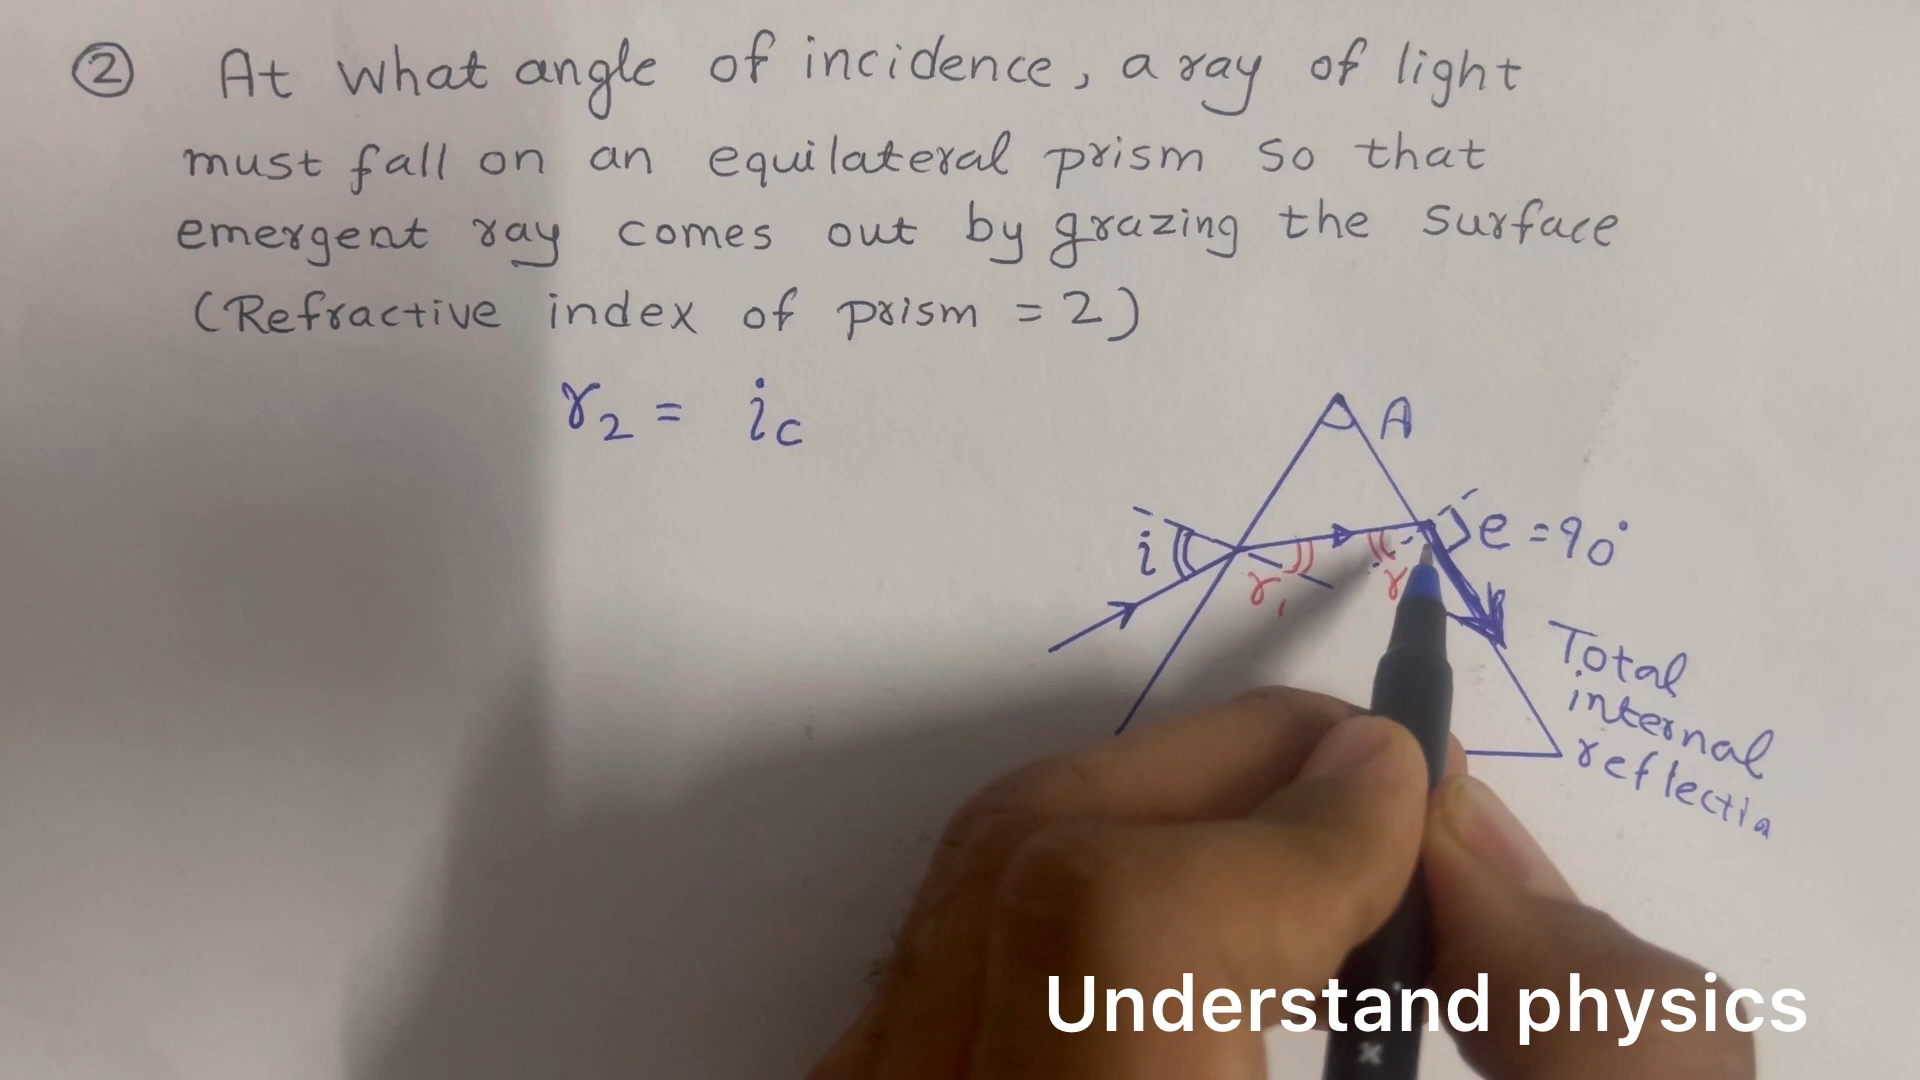 ② At what angle of incidence, a ray of light
must fall on an equilateral prism so that
emergent ray comes out by grazing the surface
(Refractive index of prism = 2)
r₂ = i꜀
A
i
r₁
r
e = 90°
Total
internal
reflectio
Understand physics